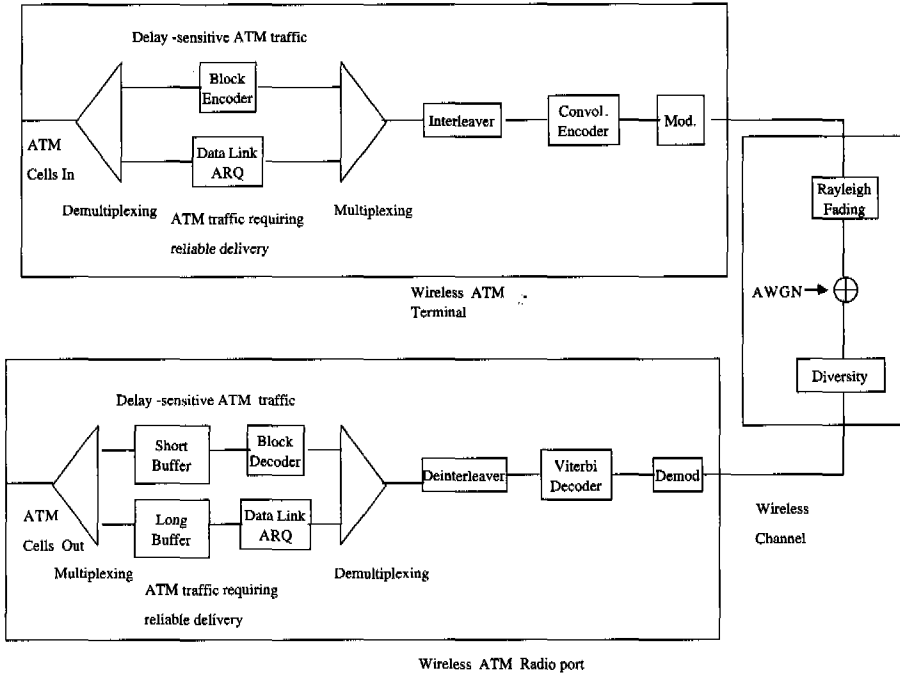 Delay -sensitive ATM traffic
Block
Encoder
Interleaver
Convol.
Encoder
Mod.
ATM
Cells In
Data Link
ARQ
Demultiplexing
ATM traffic requiring
reliable delivery
Multiplexing
Wireless ATM
Terminal
Rayleigh
Fading
AWGN
Diversity
Delay -sensitive ATM traffic
Short
Buffer
Block
Decoder
Deinterleaver
Viterbi
Decoder
Demod
ATM
Cells Out
Long
Buffer
Data Link
ARQ
Multiplexing
ATM traffic requiring
reliable delivery
Demultiplexing
Wireless
Channel
Wireless ATM Radio port